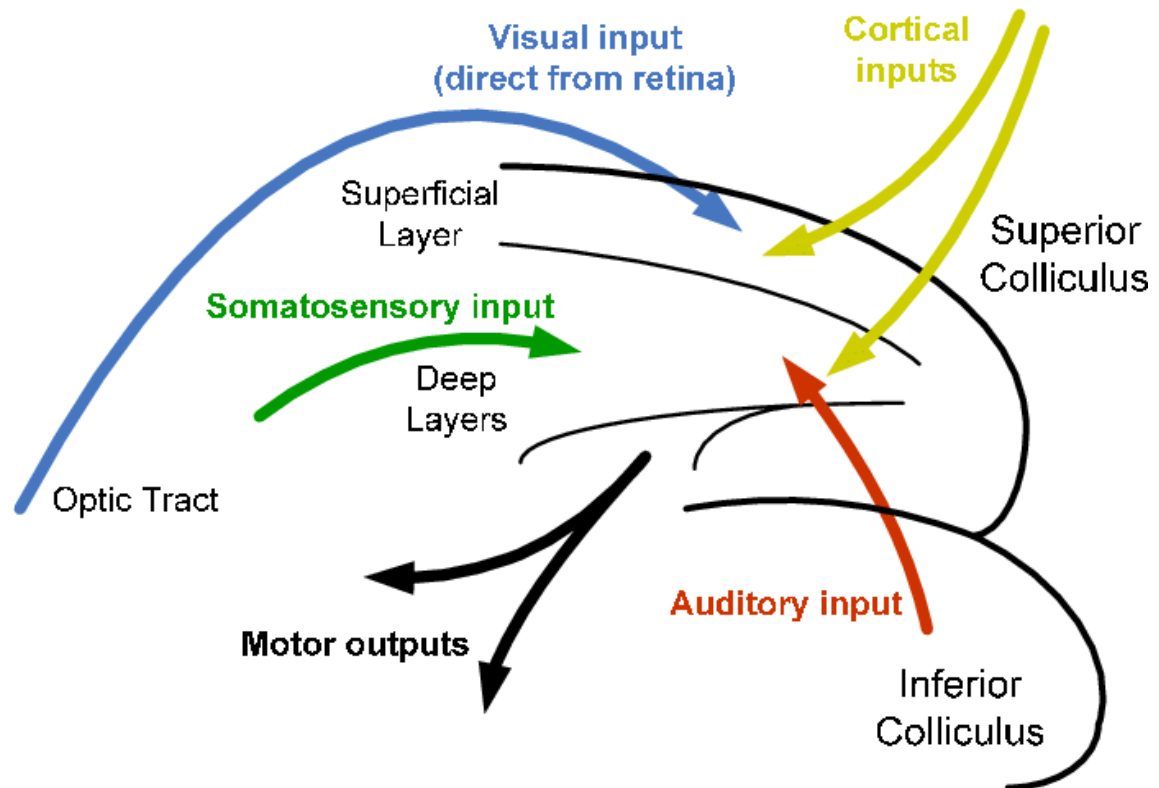 Visual input
(direct from retina)
Cortical
inputs
Superficial
Layer
Superior
Colliculus
Somatosensory input
Deep
Layers
Optic Tract
Auditory input
Motor outputs
Inferior
Colliculus